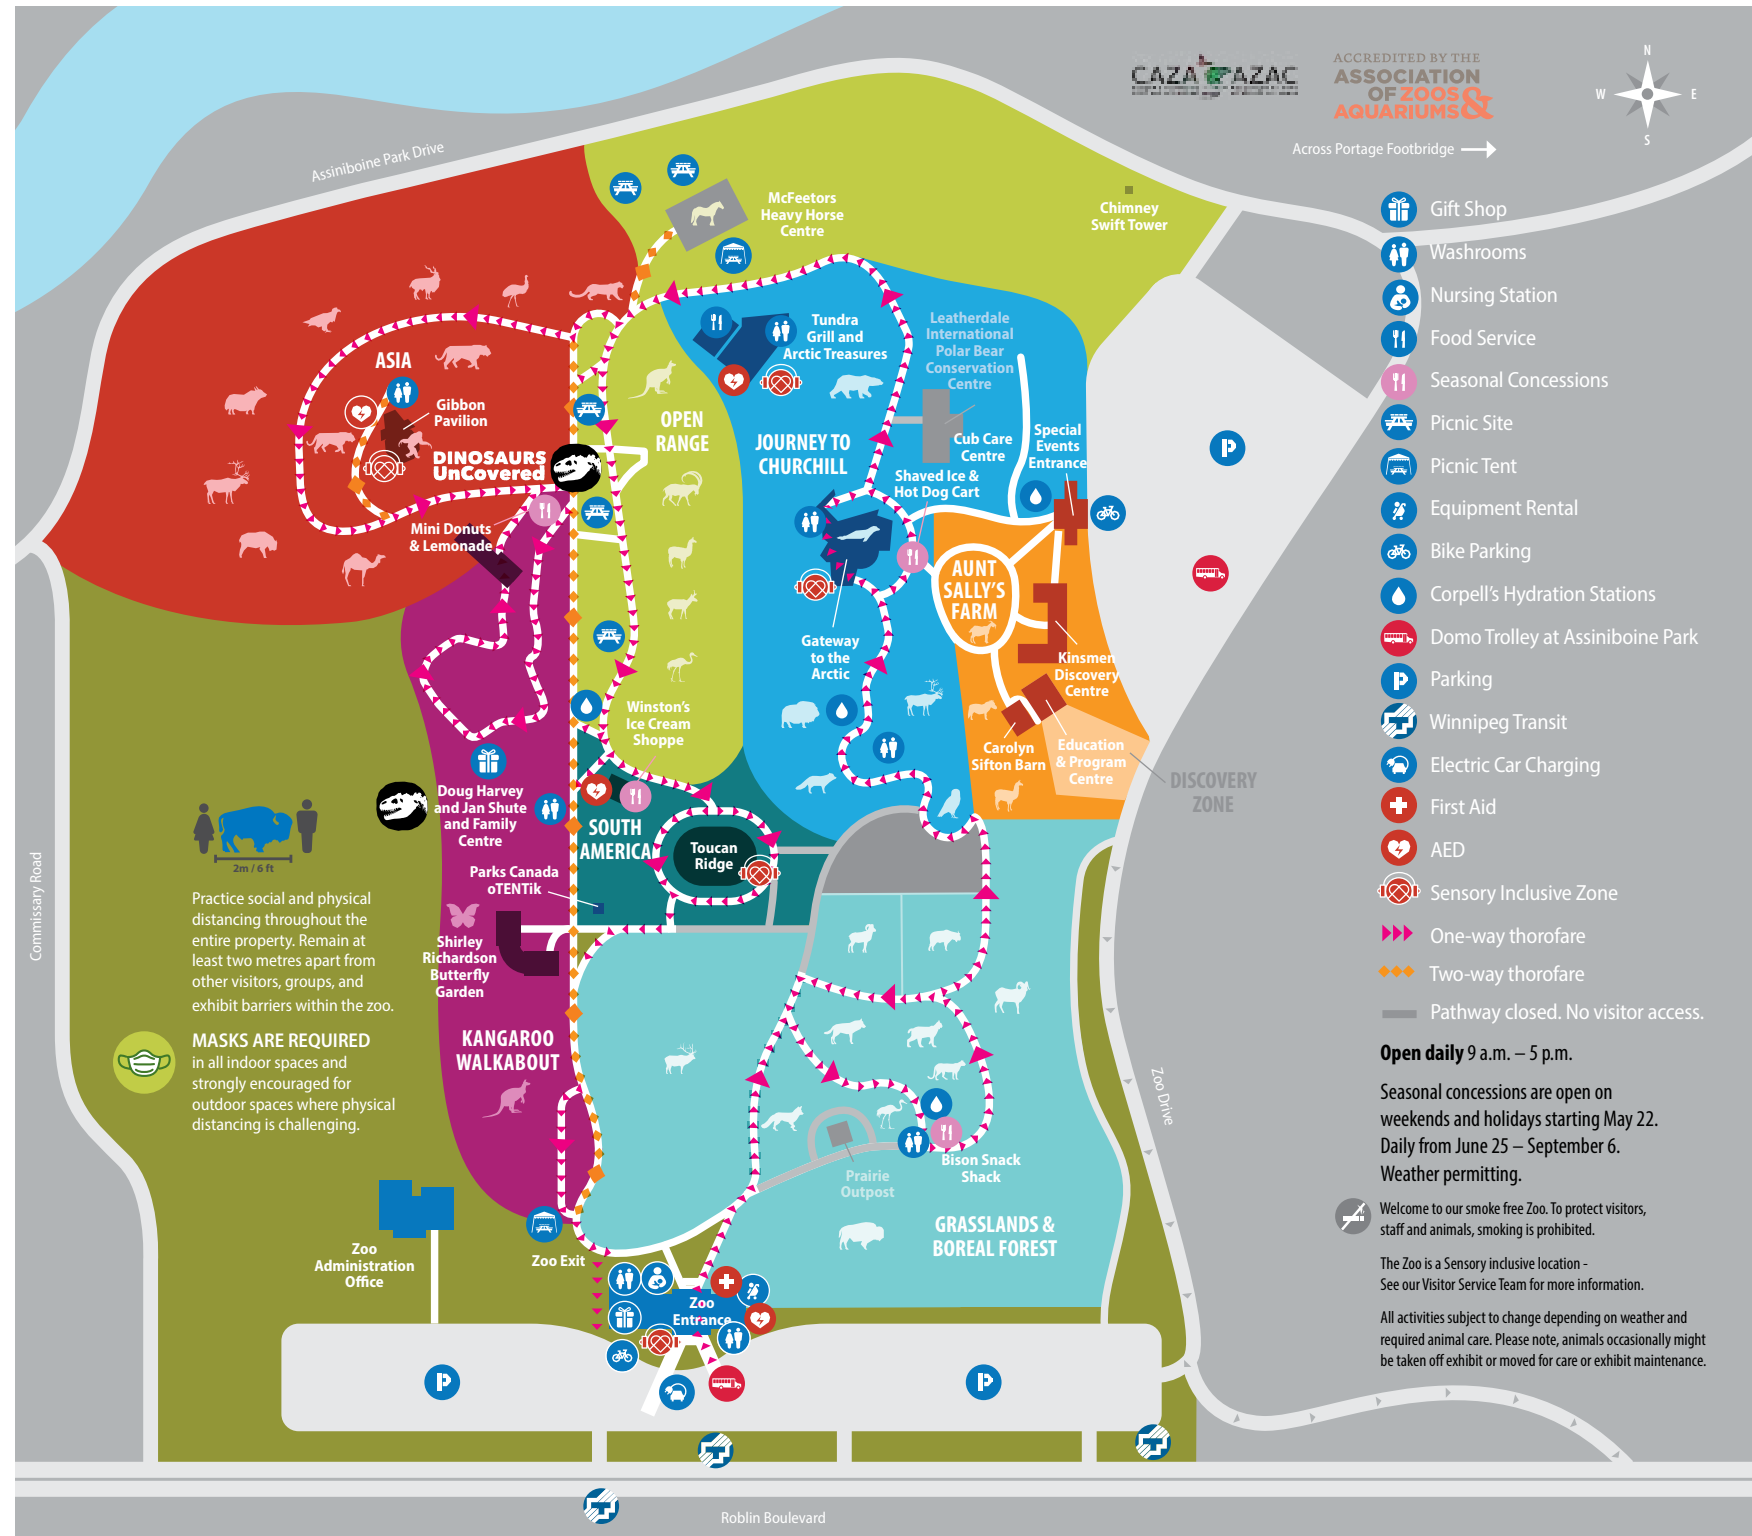 CAZA AZAC
ACCREDITED BY THE
ASSOCIATION
OF ZOOS &
AQUARIUMS
N
W
E
S
Across Portage Footbridge
Assiniboine Park Drive
McFeetors
Heavy Horse
Centre
Chimney
Swift Tower
Gift Shop
Washrooms
Nursing Station
Food Service
Seasonal Concessions
Picnic Site
Picnic Tent
Equipment Rental
Bike Parking
Corpell's Hydration Stations
Domo Trolley at Assiniboine Park
P
Parking
Winnipeg Transit
Electric Car Charging
First Aid
AED
Sensory Inclusive Zone
One-way thorofare
Two-way thorofare
Pathway closed. No visitor access.
Open daily 9 a.m. – 5 p.m.
Seasonal concessions are open on
weekends and holidays starting May 22.
Daily from June 25 – September 6.
Weather permitting.
Welcome to our smoke free Zoo. To protect visitors,
staff and animals, smoking is prohibited.
The Zoo is a Sensory inclusive location -
See our Visitor Service Team for more information.
All activities subject to change depending on weather and
required animal care. Please note, animals occasionally might
be taken off exhibit or moved for care or exhibit maintenance.
Tundra
Grill and
Arctic Treasures
Leatherdale
International
Polar Bear
Conservation
Centre
ASIA
Gibbon
Pavilion
DINOSAURS
UnCovered
OPEN
RANGE
JOURNEY TO
CHURCHILL
Cub Care
Centre
Special
Events
Entrance
P
Shaved Ice &
Hot Dog Cart
Mini Donuts
& Lemonade
AUNT
SALLY'S
FARM
Gateway
to the
Arctic
Kinsmen
Discovery
Centre
Winston's
Ice Cream
Shoppe
Carolyn
Sifton Barn
Education
& Program
Centre
DISCOVERY
ZONE
Doug Harvey
and Jan Shute
and Family
Centre
SOUTH
AMERICA
Toucan
Ridge
Parks Canada
oTENTik
Shirley
Richardson
Butterfly
Garden
2m / 6 ft
Practice social and physical
distancing throughout the
entire property. Remain at
least two metres apart from
other visitors, groups, and
exhibit barriers within the zoo.
MASKS ARE REQUIRED
in all indoor spaces and
strongly encouraged for
outdoor spaces where physical
distancing is challenging.
Commissary Road
KANGAROO
WALKABOUT
Zoo Drive
Bison Snack
Shack
Prairie
Outpost
GRASSLANDS &
BOREAL FOREST
Zoo
Administration
Office
Zoo Exit
Zoo
Entrance
P
P
Roblin Boulevard